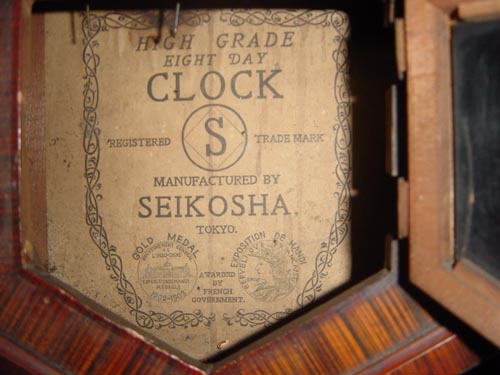 HIGH GRADE
EIGHT DAY
CLOCK
S
REGISTERED TRADE MARK
MANUFACTURED BY
SEIKOSHA,
TOKYO.
GOLD MEDAL
EXPOSITION DE HANOI
AWARDED
BY
FRENCH
GOVERNMENT.